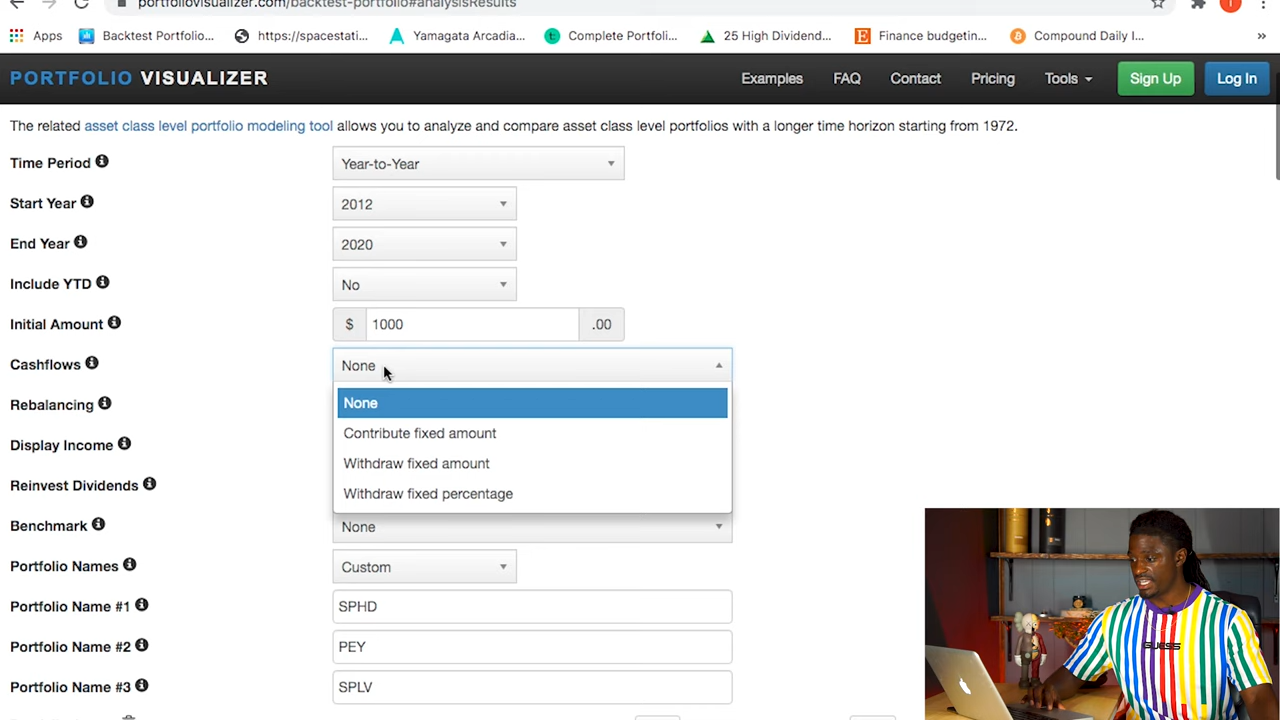 portfoliovisualizer.com/backtest-portfolio#analysisResults
Apps Backtest Portfolio... https://spacestati... Yamagata Arcadia... Complete Portfoli... 25 High Dividend... Finance budgetin... Compound Daily I... »
PORTFOLIO VISUALIZER Examples FAQ Contact Pricing Tools Sign Up Log In
The related asset class level portfolio modeling tool allows you to analyze and compare asset class level portfolios with a longer time horizon starting from 1972.
Time Period Year-to-Year
Start Year 2012
End Year 2020
Include YTD No
Initial Amount $ 1000 .00
Cashflows None
None
Rebalancing
Contribute fixed amount
Display Income
Withdraw fixed amount
Reinvest Dividends
Withdraw fixed percentage
Benchmark None
Portfolio Names Custom
Portfolio Name #1 SPHD
Portfolio Name #2 PEY
Portfolio Name #3 SPLV
GUESS